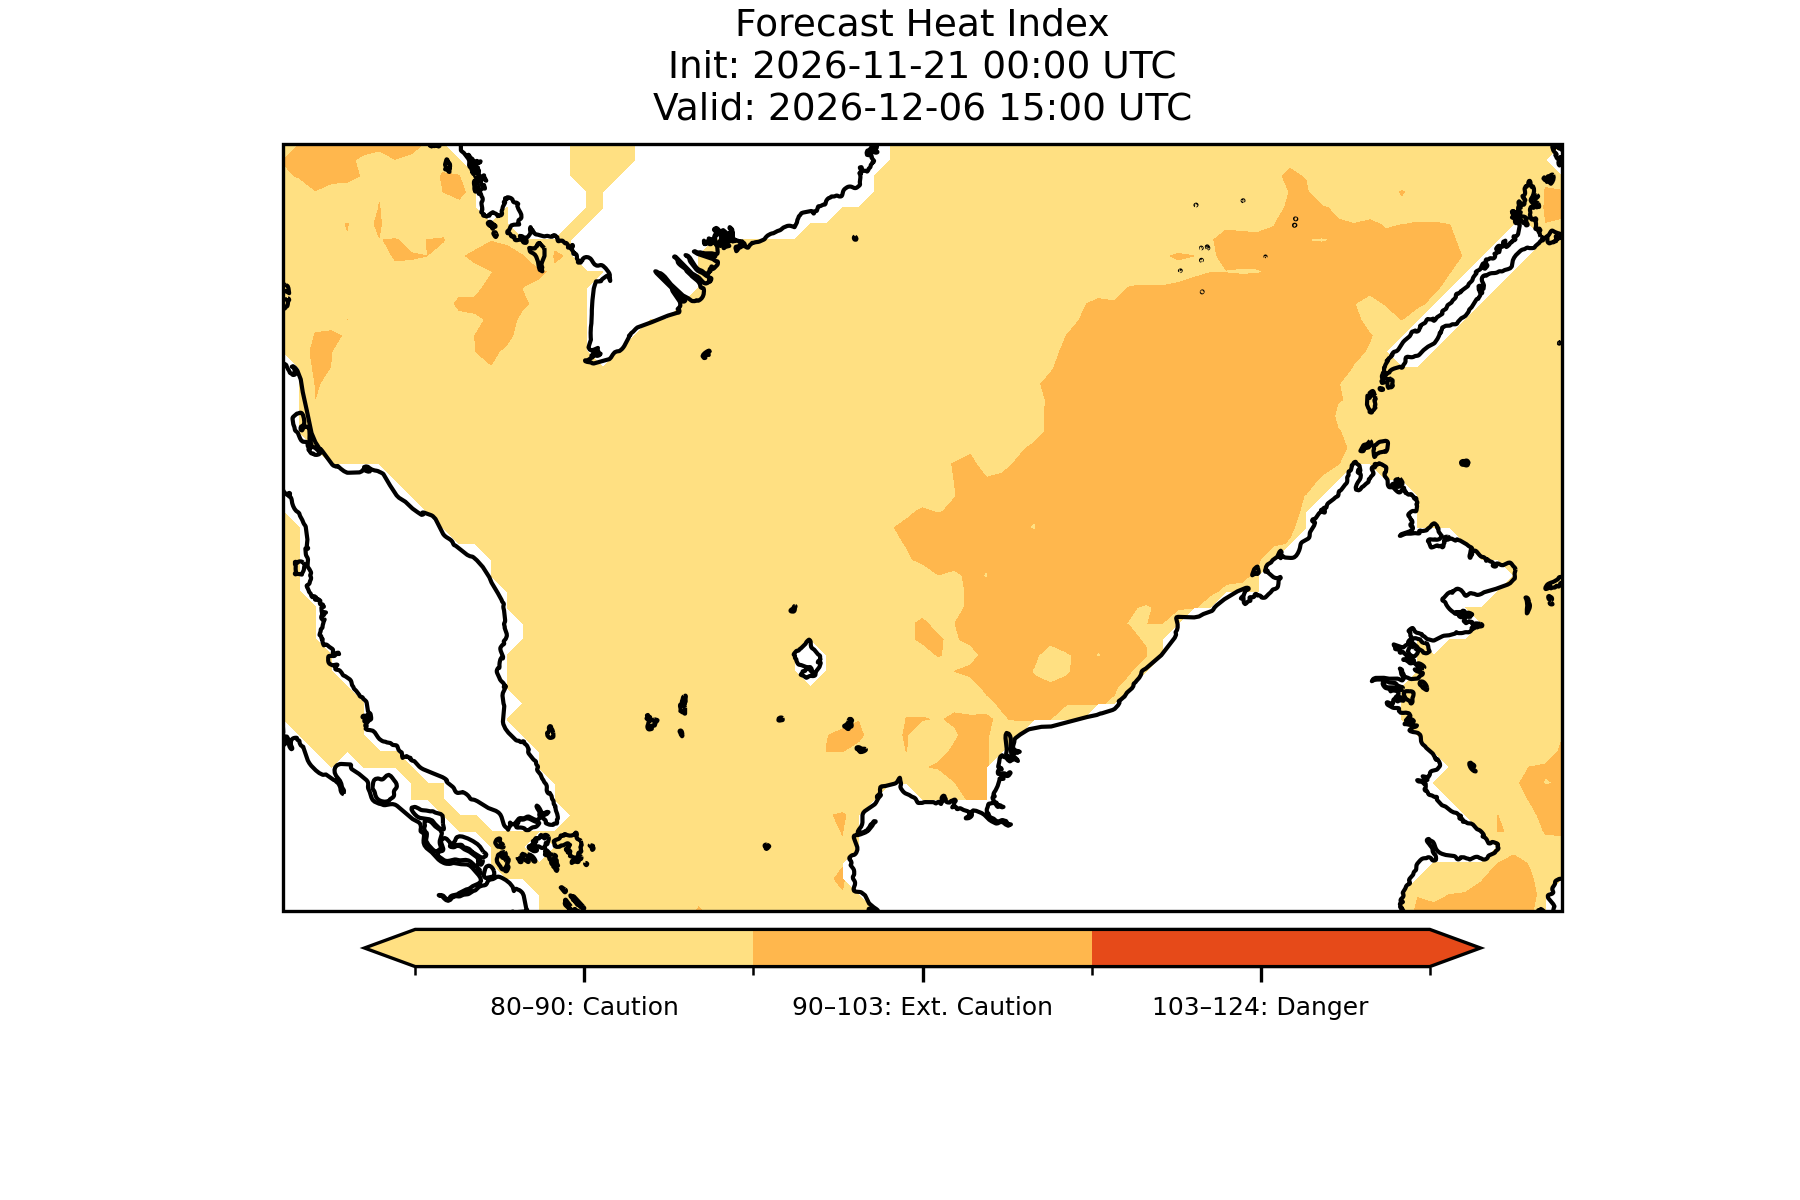 Forecast Heat Index
Init: 2026-11-21 00:00 UTC
Valid: 2026-12-06 15:00 UTC
80–90: Caution
90–103: Ext. Caution
103–124: Danger